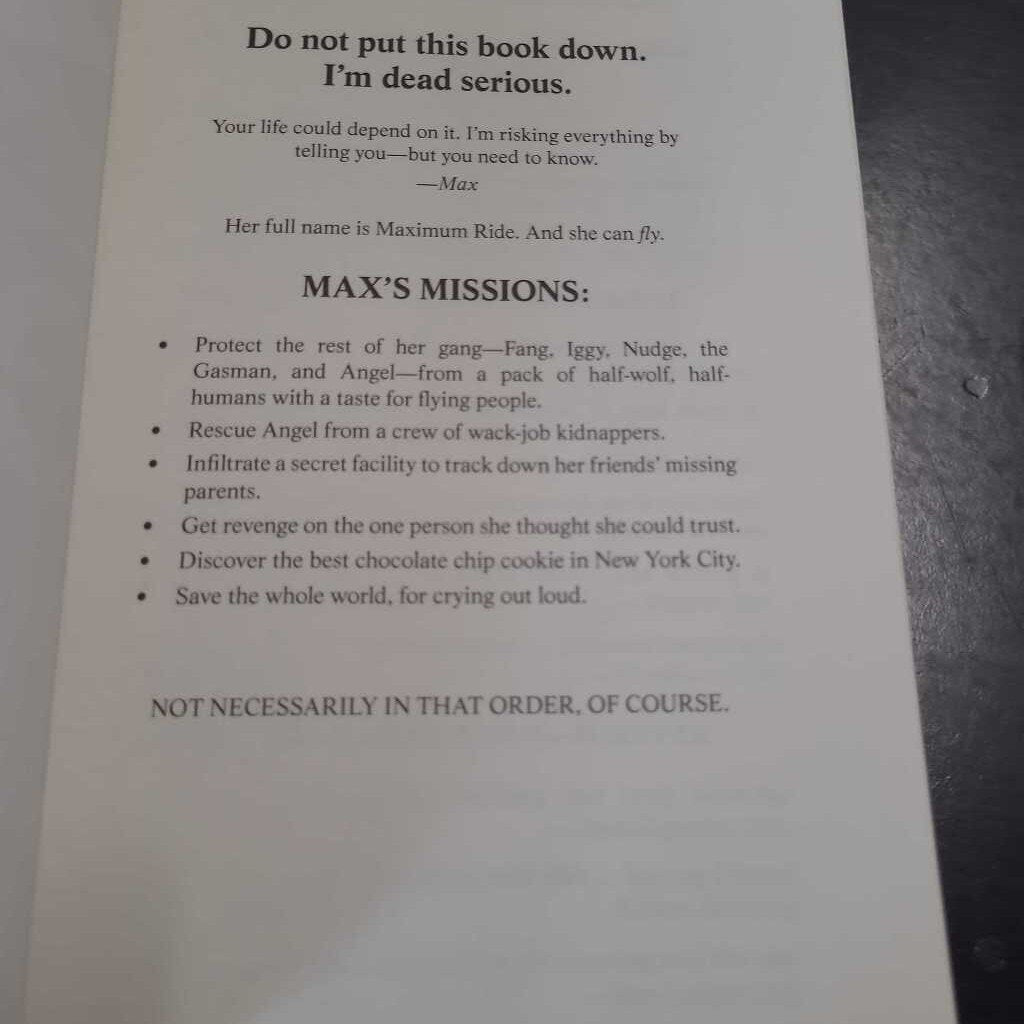 Do not put this book down.
I'm dead serious.
Your life could depend on it. I'm risking everything by
telling you—but you need to know.
—Max
Her full name is Maximum Ride. And she can fly.
MAX'S MISSIONS:
• Protect the rest of her gang—Fang, Iggy, Nudge, the
Gasman, and Angel—from a pack of half-wolf, half-
humans with a taste for flying people.
• Rescue Angel from a crew of wack-job kidnappers.
• Infiltrate a secret facility to track down her friends' missing
parents.
• Get revenge on the one person she thought she could trust.
• Discover the best chocolate chip cookie in New York City.
• Save the whole world, for crying out loud.
NOT NECESSARILY IN THAT ORDER, OF COURSE.